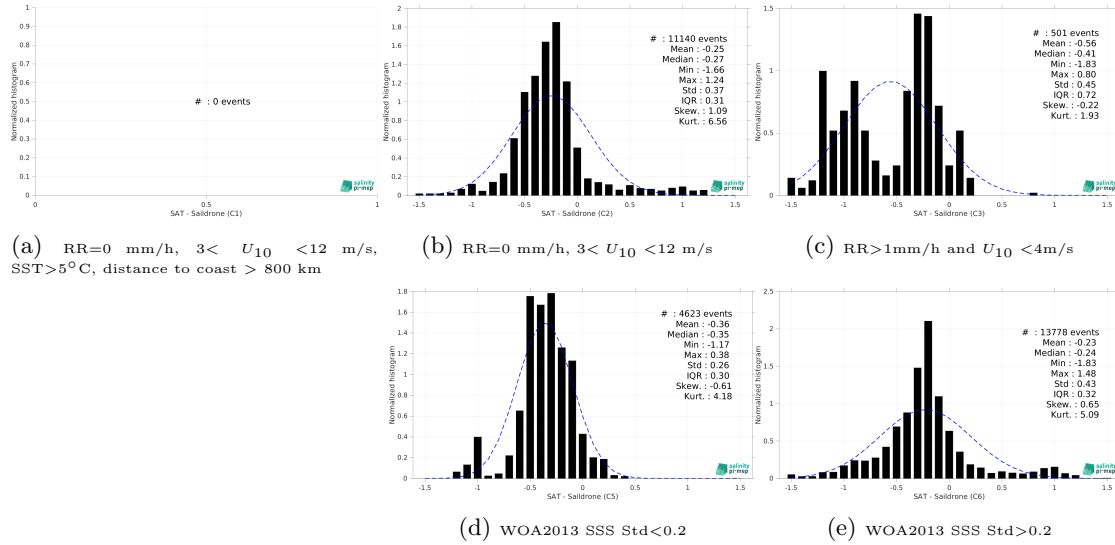 1
0.9
0.8
0.7
0.6
0.5
0.4
0.3
0.2
0.1
0
Normalized histogram
# : 0 events
salinity
pi-mep
0 0.5 1
SAT - Saildrone (C1)
(a) RR=0 mm/h, 3< U10 <12 m/s,
SST>5°C, distance to coast > 800 km
2
1.8
1.6
1.4
1.2
1
0.8
0.6
0.4
0.2
0
Normalized histogram
# : 11140 events
Mean : -0.25
Median : -0.27
Min : -1.66
Max : 1.24
Std : 0.37
IQR : 0.31
Skew. : 1.09
Kurt. : 6.56
salinity
pi-mep
-1.5 -1 -0.5 0 0.5 1 1.5
SAT - Saildrone (C2)
(b) RR=0 mm/h, 3< U10 <12 m/s
1.5
1
0.5
0
Normalized histogram
# : 501 events
Mean : -0.56
Median : -0.41
Min : -1.83
Max : 0.80
Std : 0.45
IQR : 0.72
Skew. : -0.22
Kurt. : 1.93
salinity
pi-mep
-1.5 -1 -0.5 0 0.5 1 1.5
SAT - Saildrone (C3)
(c) RR>1mm/h and U10 <4m/s
1.8
1.6
1.4
1.2
1
0.8
0.6
0.4
0.2
0
Normalized histogram
# : 4623 events
Mean : -0.36
Median : -0.35
Min : -1.17
Max : 0.38
Std : 0.26
IQR : 0.30
Skew. : -0.61
Kurt. : 4.18
salinity
pi-mep
-1.5 -1 -0.5 0 0.5 1 1.5
SAT - Saildrone (C5)
(d) WOA2013 SSS Std<0.2
2.5
2
1.5
1
0.5
0
Normalized histogram
# : 13778 events
Mean : -0.23
Median : -0.24
Min : -1.83
Max : 1.48
Std : 0.43
IQR : 0.32
Skew. : 0.65
Kurt. : 5.09
salinity
pi-mep
-1.5 -1 -0.5 0 0.5 1 1.5
SAT - Saildrone (C6)
(e) WOA2013 SSS Std>0.2